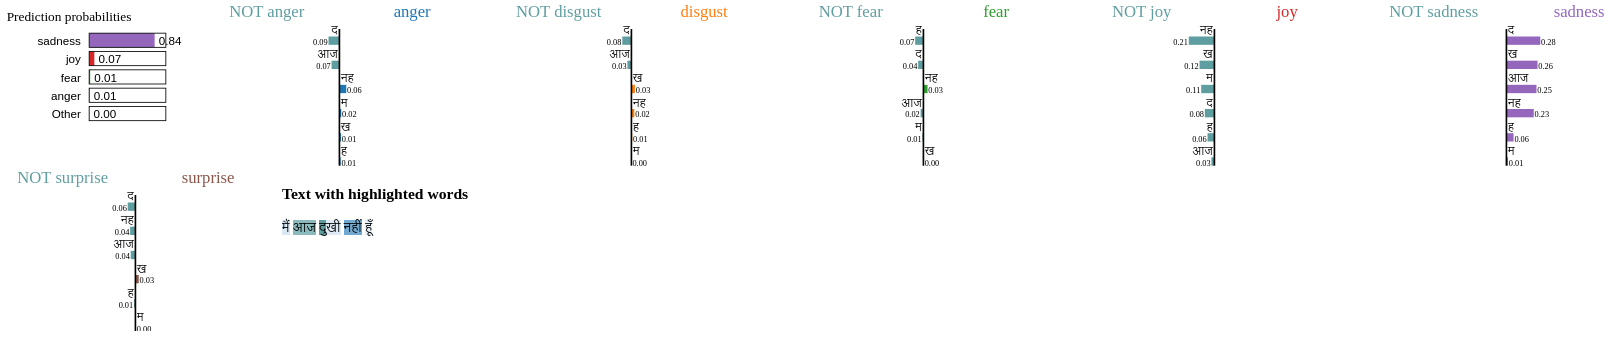 Prediction probabilities
sadness 0.84
joy 0.07
fear 0.01
anger 0.01
Other 0.00
NOT anger anger
द
0.09
आज
0.07
नह
0.06
म
0.02
ख
0.01
ह
0.01
NOT disgust disgust
द
0.08
आज
0.03
ख
0.03
नह
0.02
ह
0.01
म
0.00
NOT fear fear
ह
0.07
द
0.04
नह
0.03
आज
0.02
म
0.01
ख
0.00
NOT joy joy
नह
0.21
ख
0.12
म
0.11
द
0.08
ह
0.06
आज
0.03
NOT sadness sadness
द
0.28
ख
0.26
आज
0.25
नह
0.23
ह
0.06
म
0.01
NOT surprise surprise
द
0.06
नह
0.04
आज
0.04
ख
0.03
ह
0.01
म
0.00
Text with highlighted words
मैं आज दुखी नहीं हूँ